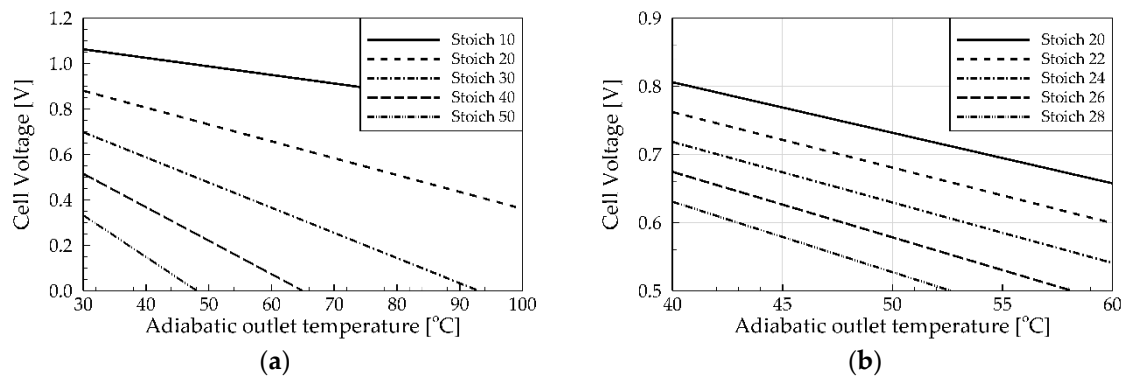 1.2
1.0
0.8
0.6
0.4
0.2
0.0
Cell Voltage [V]
30 40 50 60 70 80 90 100
Adiabatic outlet temperature [°C]
Stoich 10
Stoich 20
Stoich 30
Stoich 40
Stoich 50
(a)
0.9
0.8
0.7
0.6
0.5
Cell Voltage [V]
40 45 50 55 60
Adiabatic outlet temperature [°C]
Stoich 20
Stoich 22
Stoich 24
Stoich 26
Stoich 28
(b)